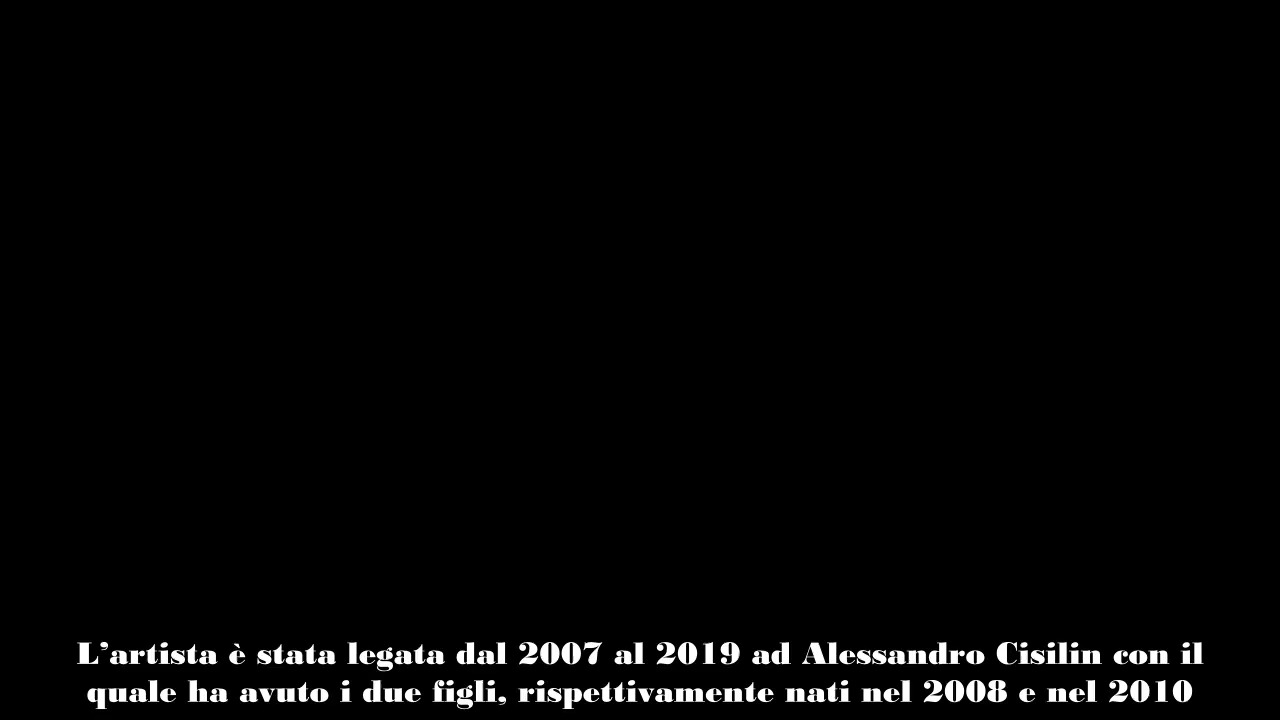 L’artista è stata legata dal 2007 al 2019 ad Alessandro Cisilin con il
quale ha avuto i due figli, rispettivamente nati nel 2008 e nel 2010